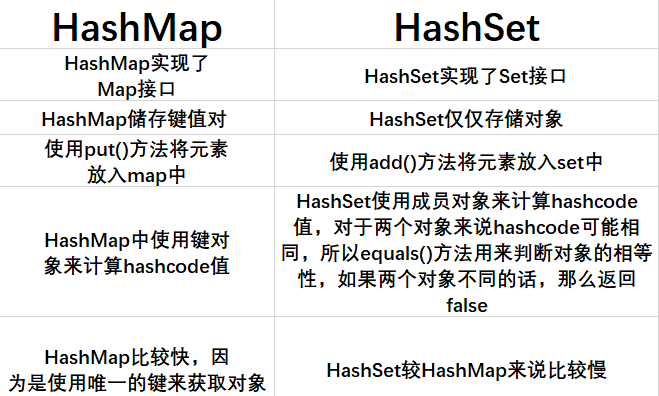 HashMap
HashSet
HashMap实现了
Map接口
HashSet实现了Set接口
HashMap储存键值对
HashSet仅仅存储对象
使用put()方法将元素
放入map中
使用add()方法将元素放入set中
HashMap中使用键对
象来计算hashcode值
HashSet使用成员对象来计算hashcode
值，对于两个对象来说hashcode可能相
同，所以equals()方法用来判断对象的相等
性，如果两个对象不同的话，那么返回
false
HashMap比较快，因
为是使用唯一的键来获取对象
HashSet较HashMap来说比较慢